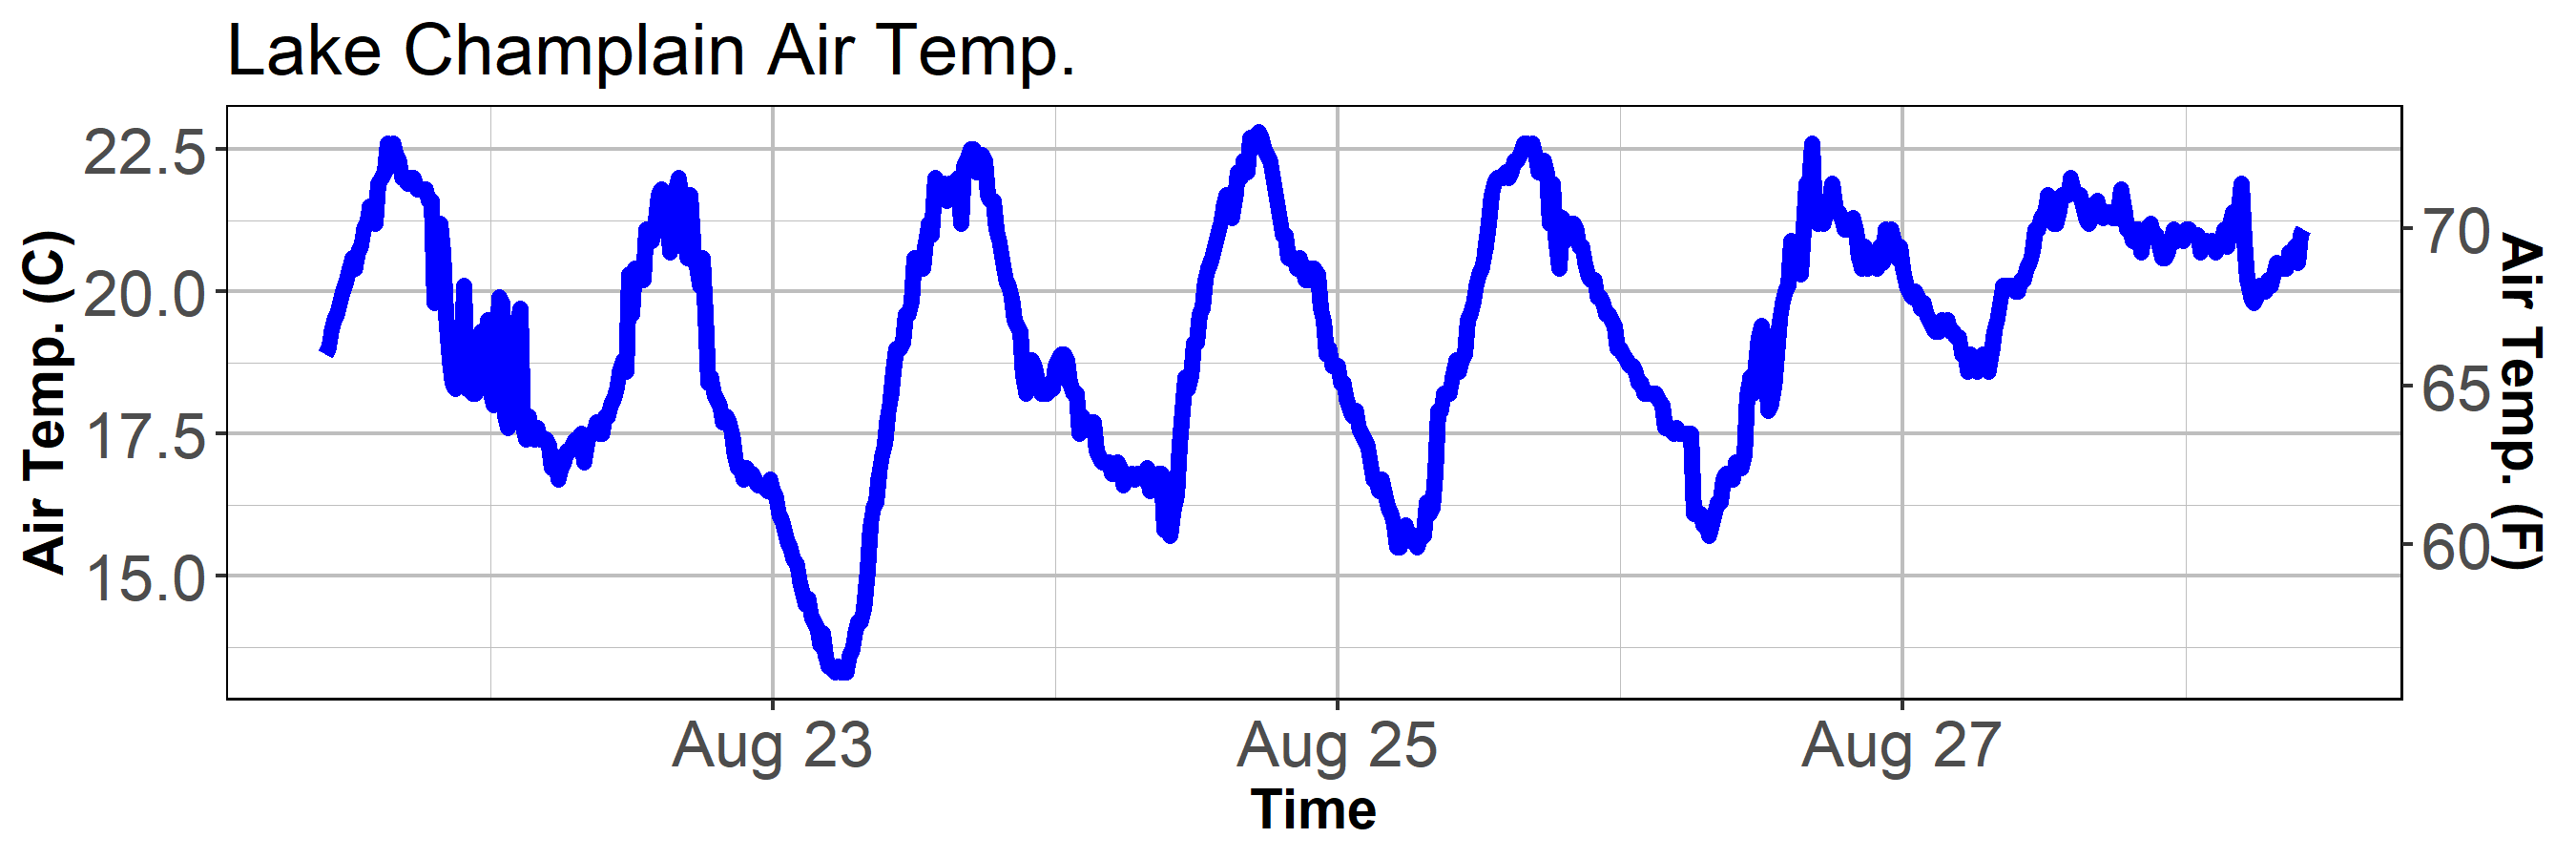 Lake Champlain Air Temp.
Air Temp. (C)
22.5
20.0
17.5
15.0
70
65
60
Air Temp. (F)
Aug 23 Aug 25 Aug 27
Time